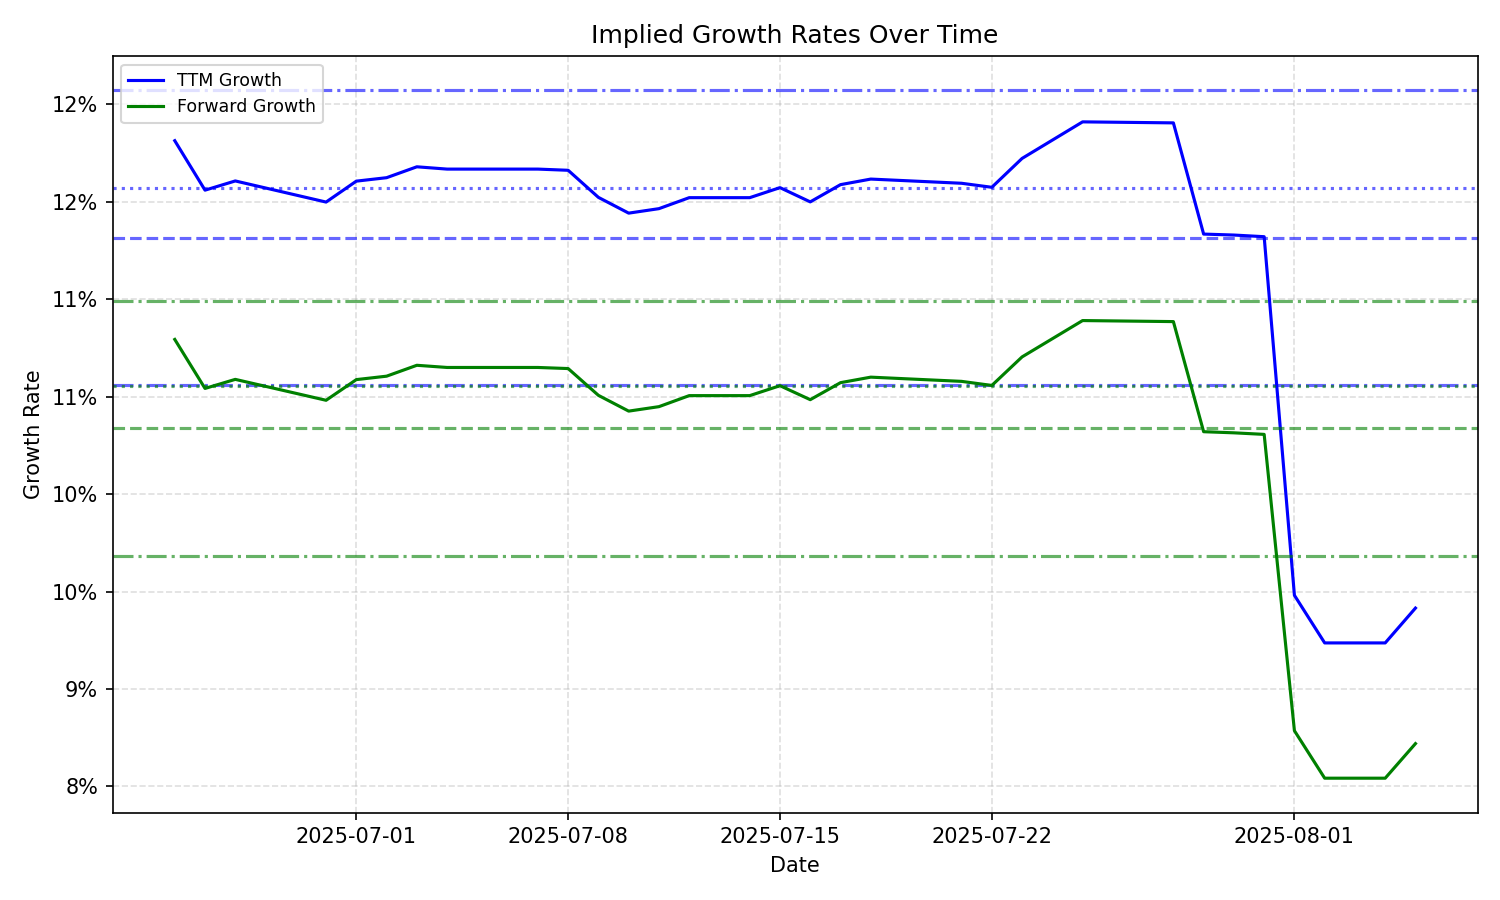 Implied Growth Rates Over Time
TTM Growth
Forward Growth
12%
12%
11%
11%
10%
10%
9%
8%
Growth Rate
2025-07-01
2025-07-08
2025-07-15
2025-07-22
2025-08-01
Date